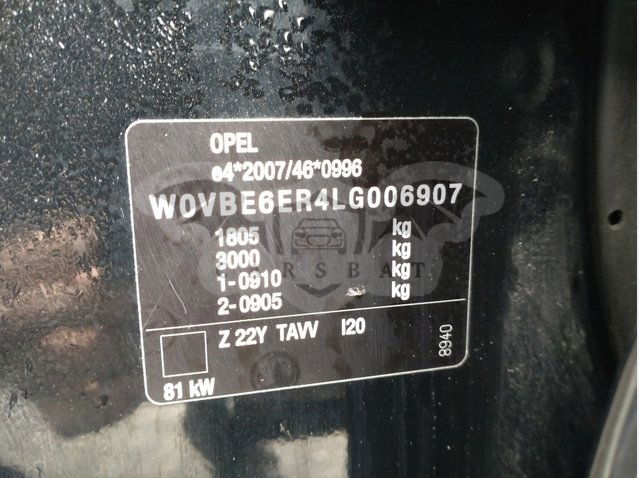 OPEL
e4*2007/46*0996
W0VBE6ER4LG006907
1805 kg
3000 kg
1-0910 kg
2-0905 kg
Z 22Y TAVV I20
81 kW
8940
RSBAT